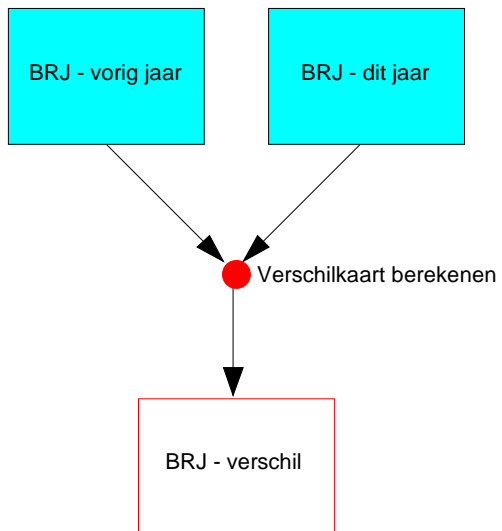 BRJ - vorig jaar
BRJ - dit jaar
Verschilkaart berekenen
BRJ - verschil